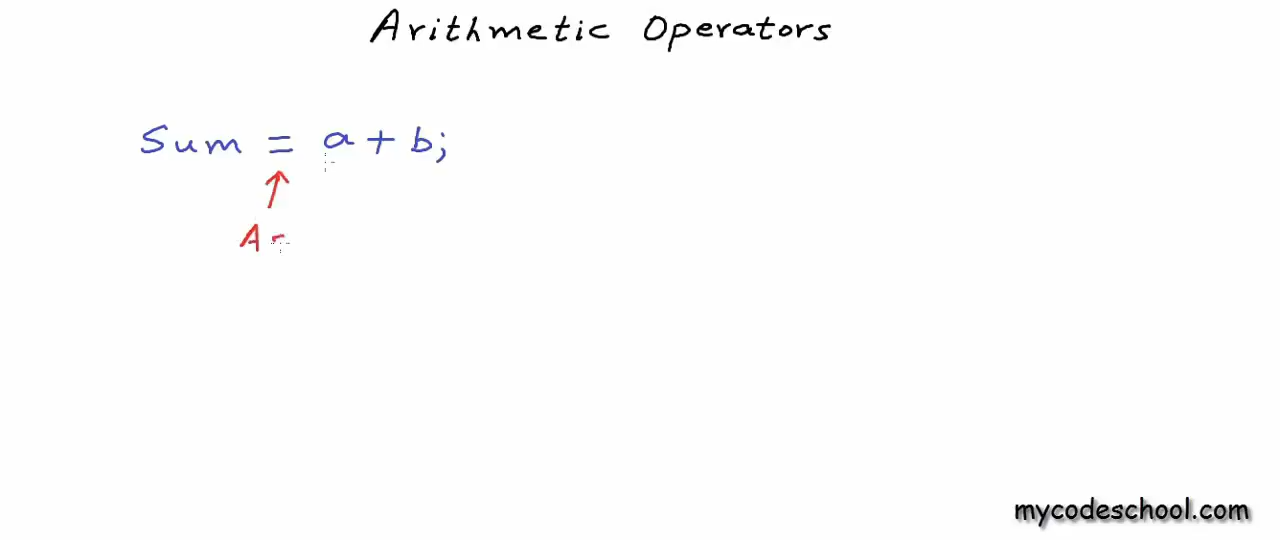 Arithmetic Operators
Sum = a + b;
A
mycodeschool.com